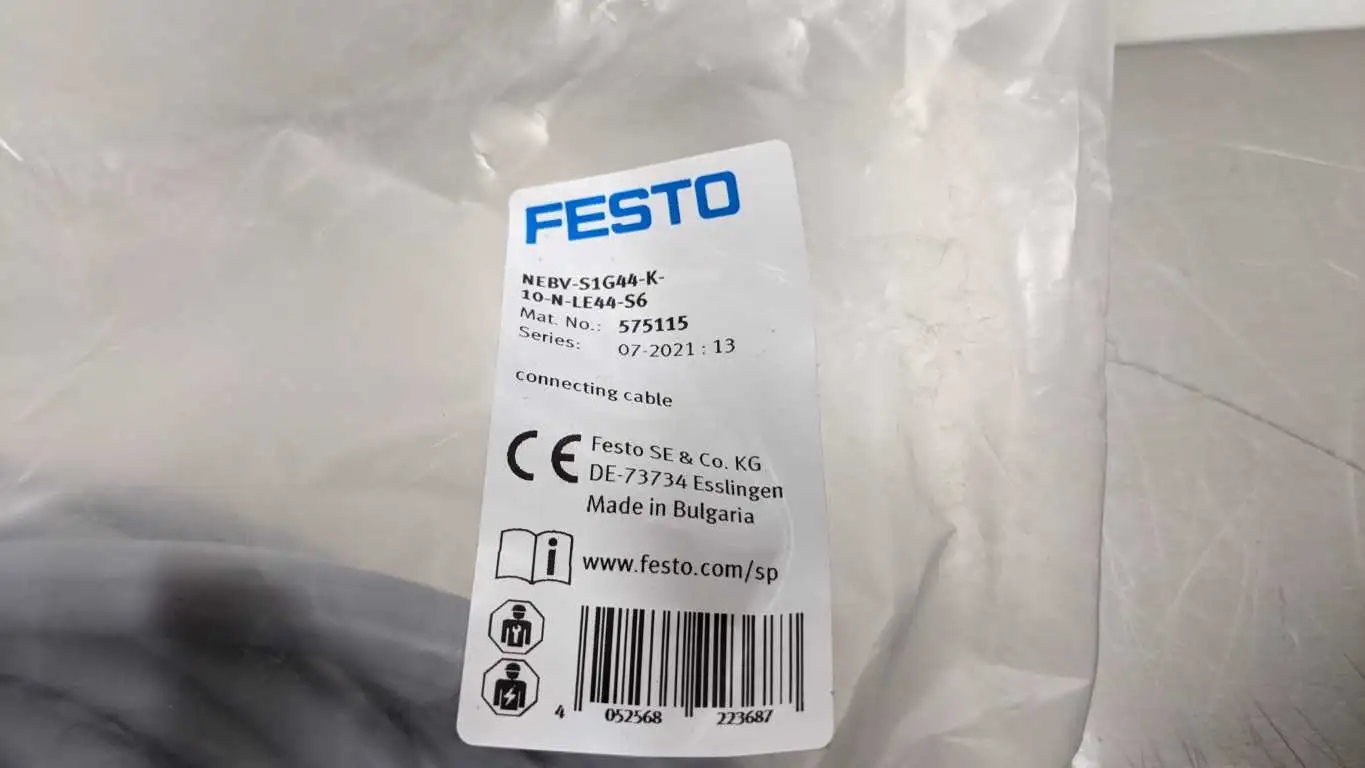 FESTO
NEBV-S1G44-K-
10-N-LE44-S6
Mat. No.: 575115
Series: 07-2021 : 13
connecting cable
CE Festo SE & Co. KG
DE-73734 Esslingen
Made in Bulgaria
i www.festo.com/sp
4 052568 223687